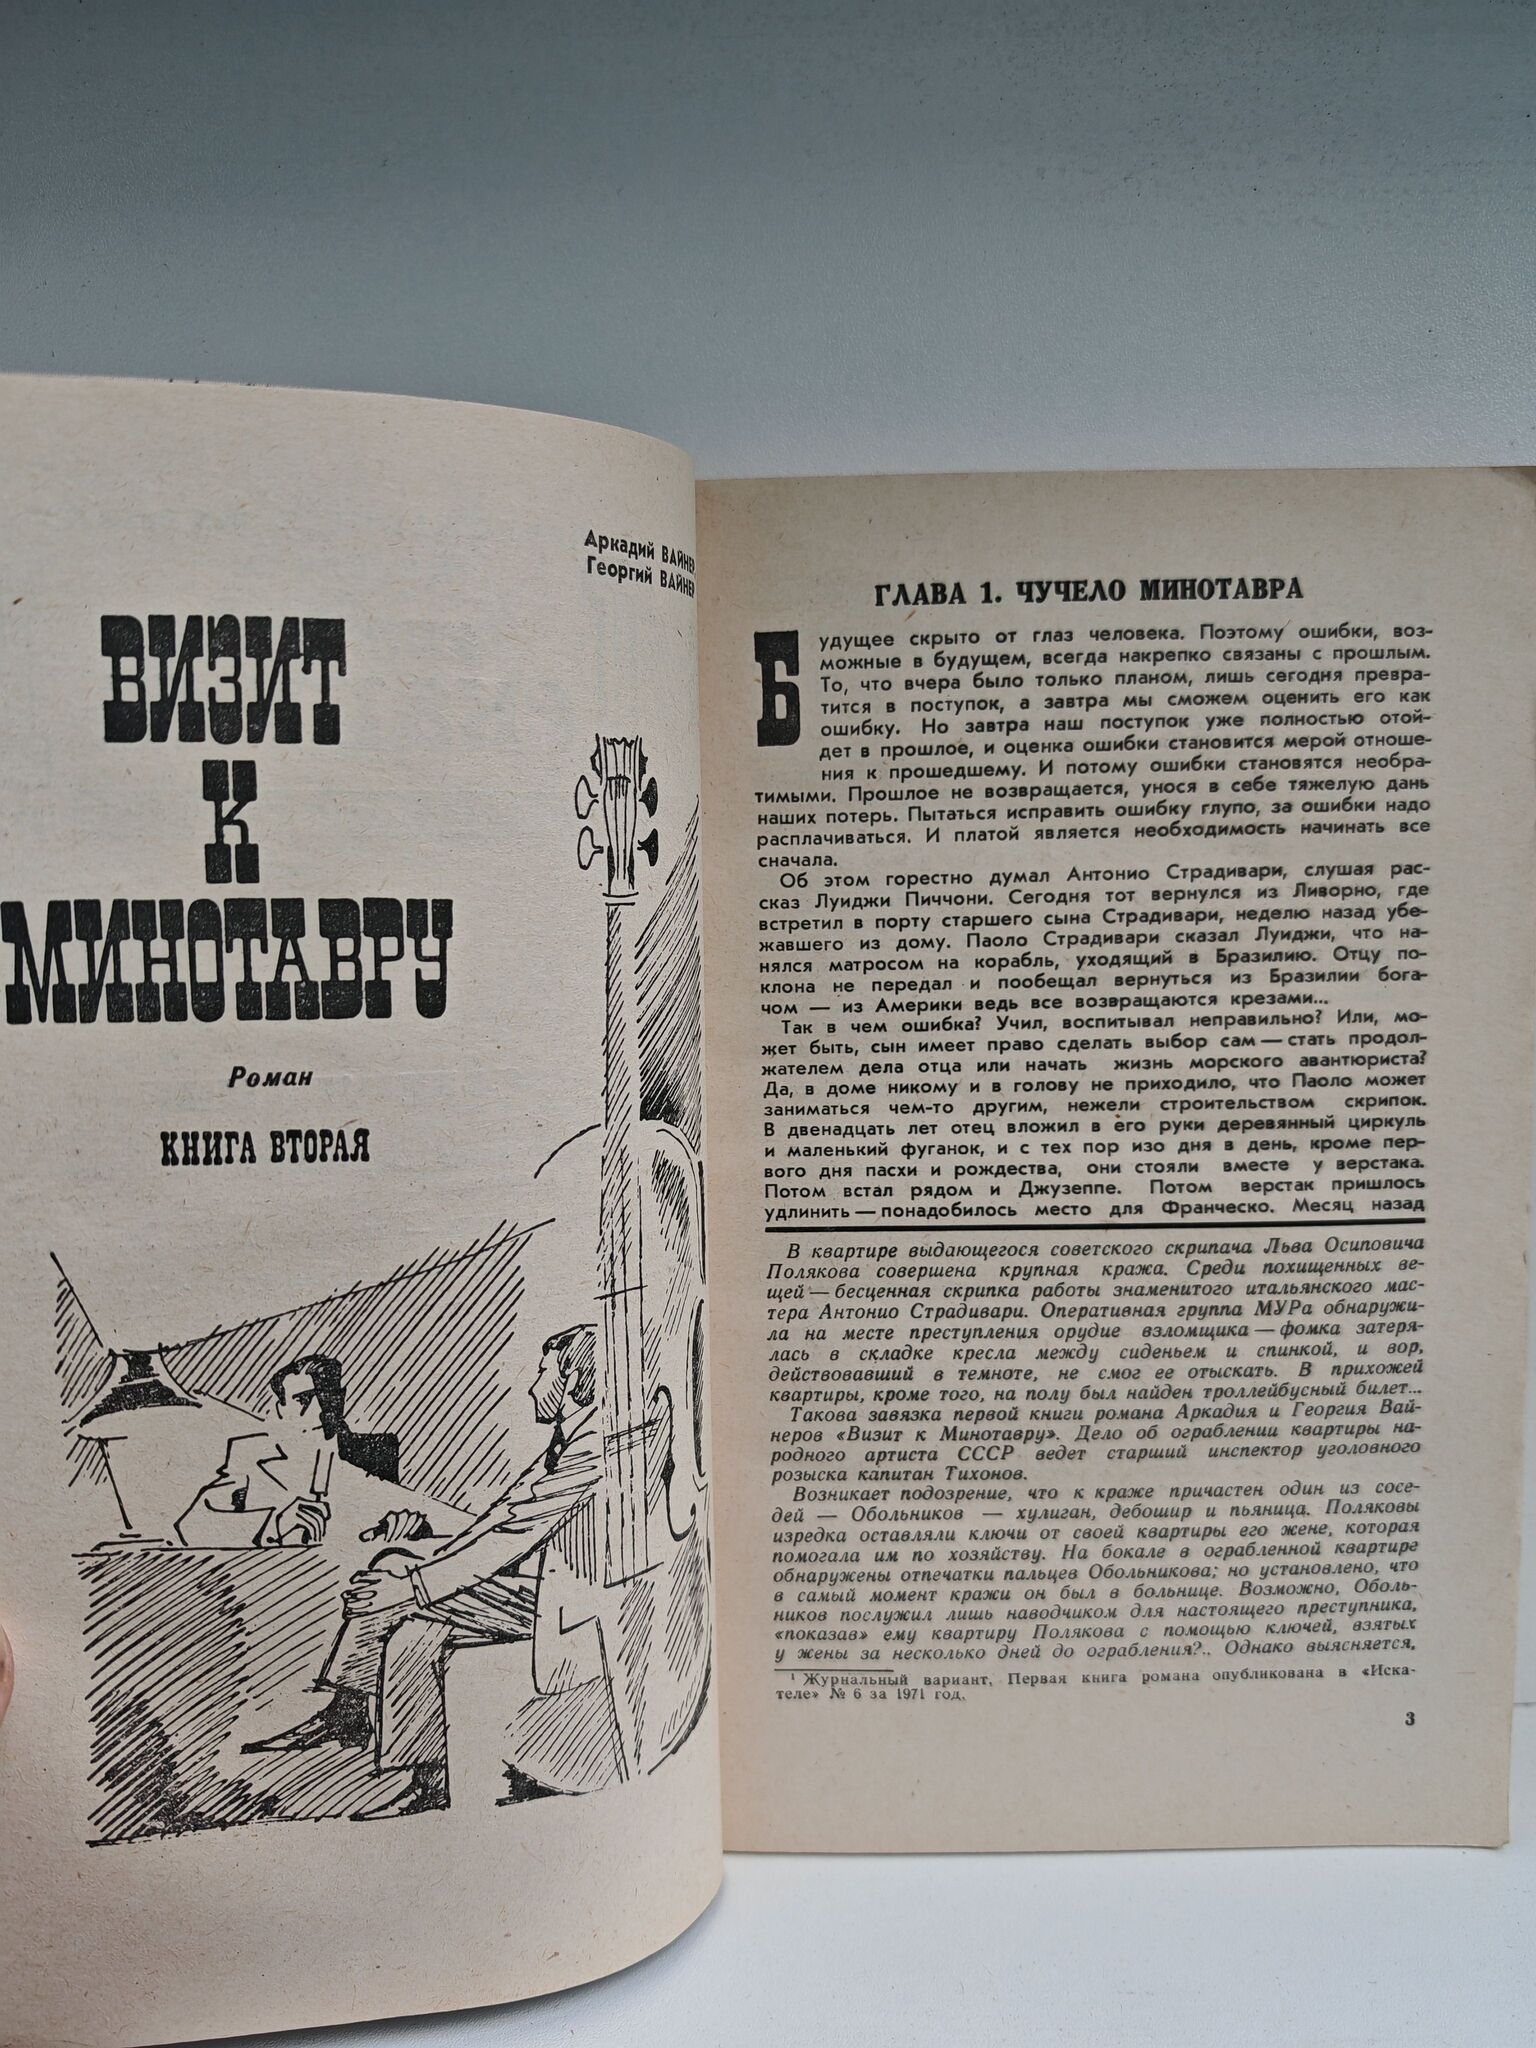 Аркадий ВАЙНЕР
Георгий ВАЙНЕР
ВИЗИТ
К
МИНОТАВРУ
Роман
КНИГА ВТОРАЯ
ГЛАВА 1. ЧУЧЕЛО МИНОТАВРА
Будущее скрыто от глаз человека. Поэтому ошибки, воз-
можные в будущем, всегда накрепко связаны с прошлым.
То, что вчера было только планом, лишь сегодня превра-
тится в поступок, а завтра мы сможем оценить его как
ошибку. Но завтра наш поступок уже полностью отой-
дет в прошлое, и оценка ошибки становится мерой отноше-
ния к прошедшему. И потому ошибки становятся необра-
тимыми. Прошлое не возвращается, унося в себе тяжелую дань
наших потерь. Пытаться исправить ошибку глупо, за ошибки надо
расплачиваться. И платой является необходимость начинать все
сначала.
Об этом горестно думал Антонио Страдивари, слушая рас-
сказ Луиджи Пиччони. Сегодня тот вернулся из Ливорно, где
встретил в порту старшего сына Страдивари, неделю назад убе-
жавшего из дому. Паоло Страдивари сказал Луиджи, что на-
нялся матросом на корабль, уходящий в Бразилию. Отцу по-
клона не передал и пообещал вернуться из Бразилии бога-
чом — из Америки ведь все возвращаются крезами...
Так в чем ошибка? Учил, воспитывал неправильно? Или, мо-
жет быть, сын имеет право сделать выбор сам — стать продол-
жателем дела отца или начать жизнь морского авантюриста?
Да, в доме никому и в голову не приходило, что Паоло может
заниматься чем-то другим, нежели строительством скрипок.
В двенадцать лет отец вложил в его руки деревянный циркуль
и маленький фуганок, и с тех пор изо дня в день, кроме пер-
вого дня пасхи и рождества, они стояли вместе у верстака.
Потом встал рядом и Джузеппе. Потом верстак пришлось
удлинить — понадобилось место для Франческо. Месяц назад
В квартире выдающегося советского скрипача Льва Осиповича
Полякова совершена крупная кража. Среди похищенных ве-
щей — бесценная скрипка работы знаменитого итальянского мас-
тера Антонио Страдивари. Оперативная группа МУРа обнаружи-
ла на месте преступления орудие взломщика — фомка затеря-
лась в складке кресла между сиденьем и спинкой, и вор,
действовавший в темноте, не смог ее отыскать. В прихожей
квартиры, кроме того, на полу был найден троллейбусный билет...
Такова завязка первой книги романа Аркадия и Георгия Вай-
неров «Визит к Минотавру». Дело об ограблении квартиры на-
родного артиста СССР ведет старший инспектор уголовного
розыска капитан Тихонов.
Возникает подозрение, что к краже причастен один из сосе-
дей — Обольников — хулиган, дебошир и пьяница. Поляковы
изредка оставляли ключи от своей квартиры его жене, которая
помогала им по хозяйству. На бокале в ограбленной квартире
обнаружены отпечатки пальцев Обольникова; но установлено, что
в самый момент кражи он был в больнице. Возможно, Оболь-
ников послужил лишь наводчиком для настоящего преступника,
«показав» ему квартиру Полякова с помощью ключей, взятых
у жены за несколько дней до ограбления?.. Однако выясняется,
¹ Журнальный вариант. Первая книга романа опубликована в «Иска-
теле» № 6 за 1971 год.
3